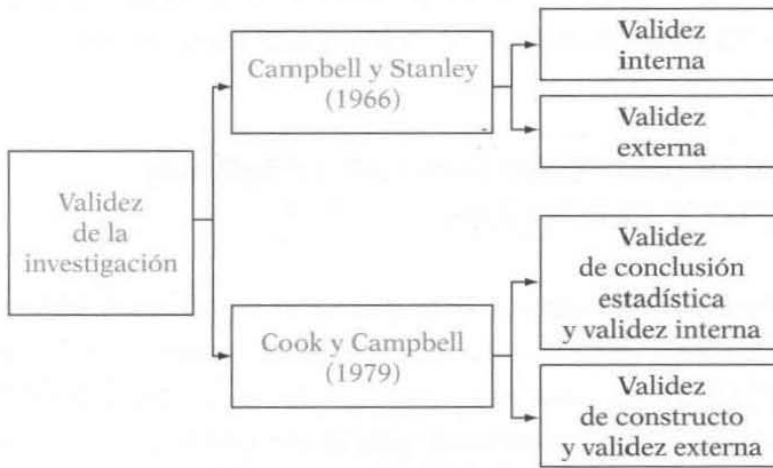 Validez
de la
investigación
Campbell y Stanley
(1966)
Validez
interna
Validez
externa
Cook y Campbell
(1979)
Validez
de conclusión
estadística
y validez interna
Validez
de constructo
y validez externa